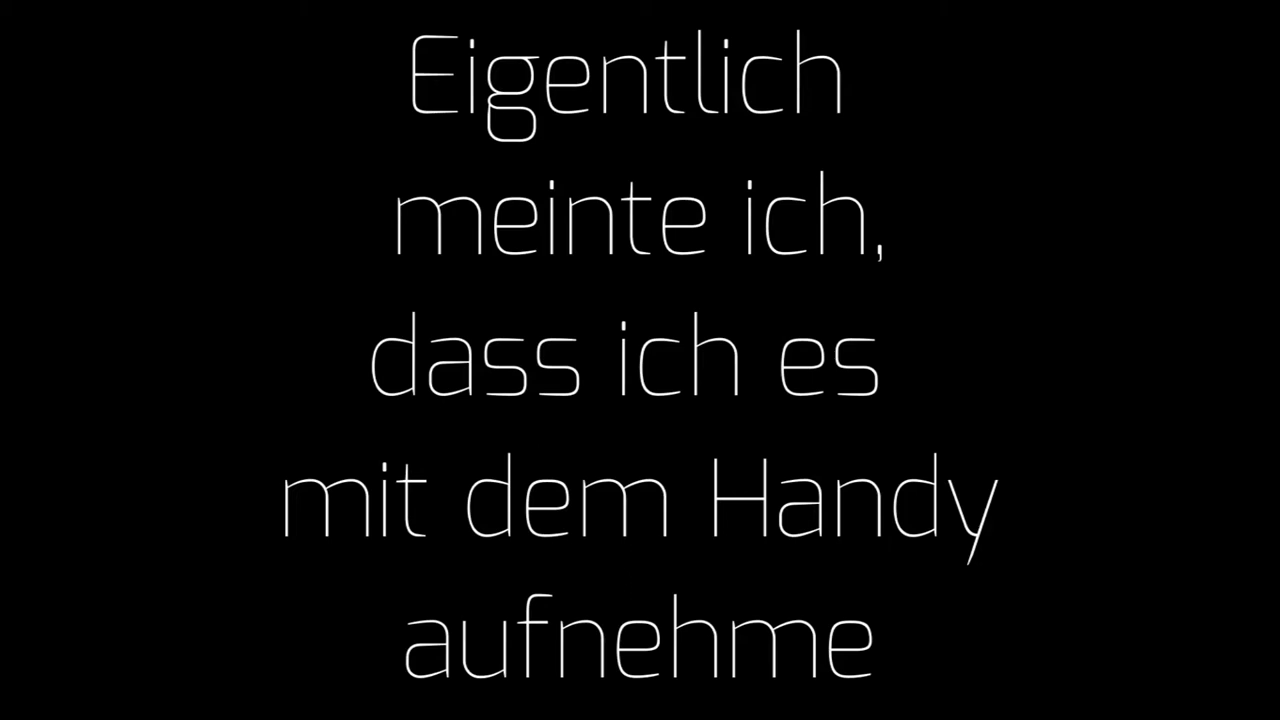 Eigentlich
meinte ich,
dass ich es
mit dem Handy
aufnehme